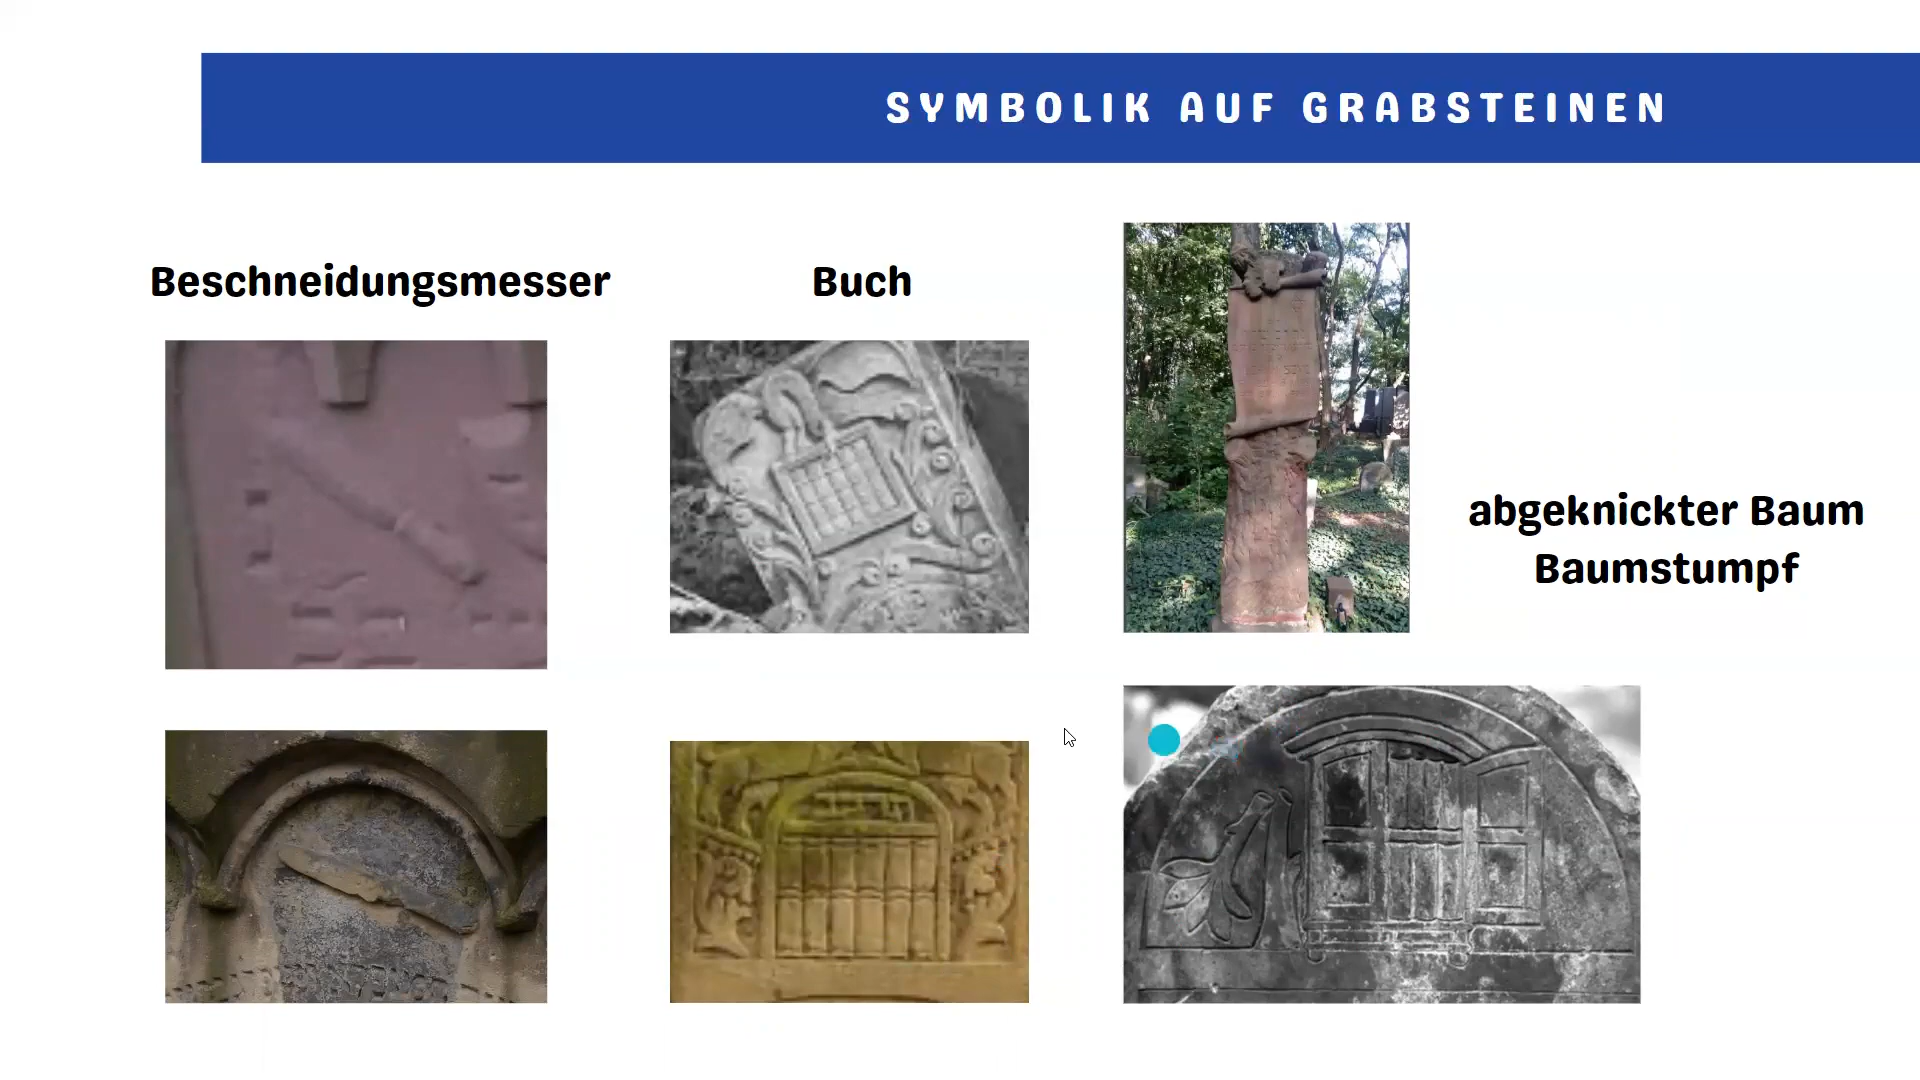 SYMBOLIK AUF GRABSTEINEN
Beschneidungsmesser
Buch
abgeknickter Baum
Baumstumpf